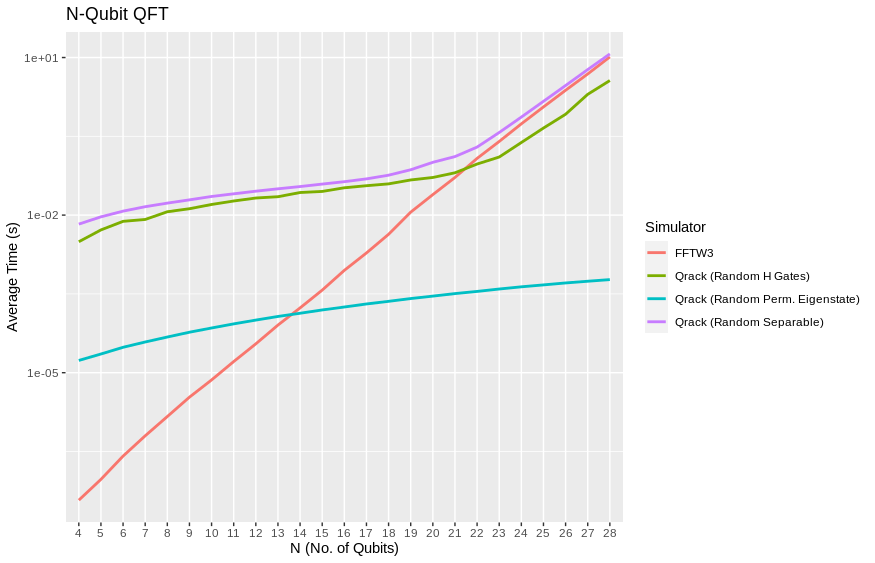 N-Qubit QFT
Average Time (s)
1e+01
1e-02
1e-05
4 5 6 7 8 9 10 11 12 13 14 15 16 17 18 19 20 21 22 23 24 25 26 27 28
N (No. of Qubits)
Simulator
FFTW3
Qrack (Random H Gates)
Qrack (Random Perm. Eigenstate)
Qrack (Random Separable)